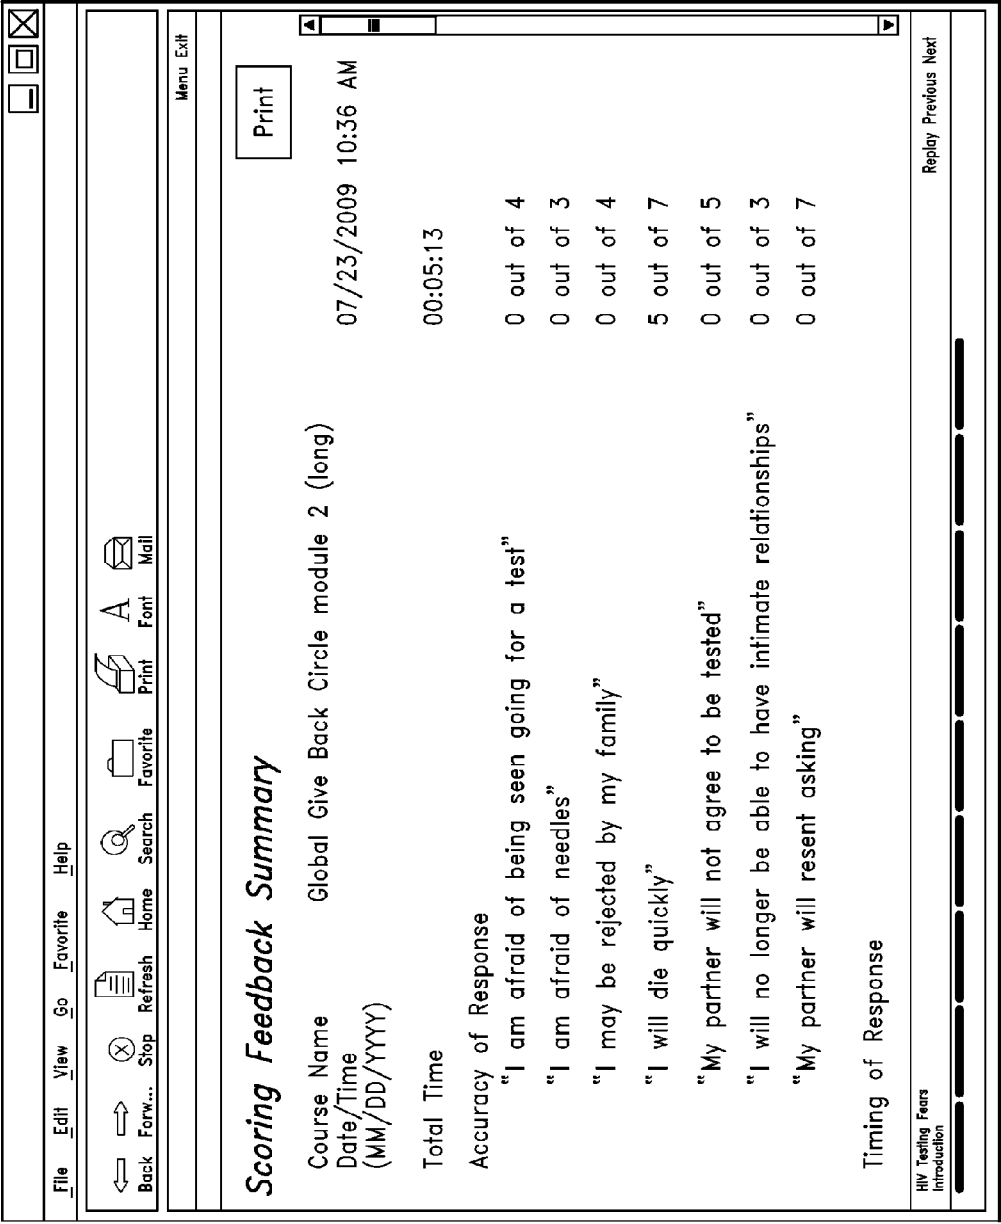 File Edit View Go Favorite Help
Back Forw... Stop Refresh Home Search Favorite Print Font Mail
Menu Exit
Scoring Feedback Summary
Print
Course Name Global Give Back Circle module 2 (long)
Date/Time 07/23/2009 10:36 AM
(MM/DD/YYYY)
Total Time 00:05:13
Accuracy of Response
“I am afraid of being seen going for a test” 0 out of 4
“I am afraid of needles” 0 out of 3
“I may be rejected by my family” 0 out of 4
“I will die quickly” 5 out of 7
“My partner will not agree to be tested” 0 out of 5
“I will no longer be able to have intimate relationships” 0 out of 3
“My partner will resent asking” 0 out of 7
Timing of Response
HIV Testing Fears Replay Previous Next
Introduction